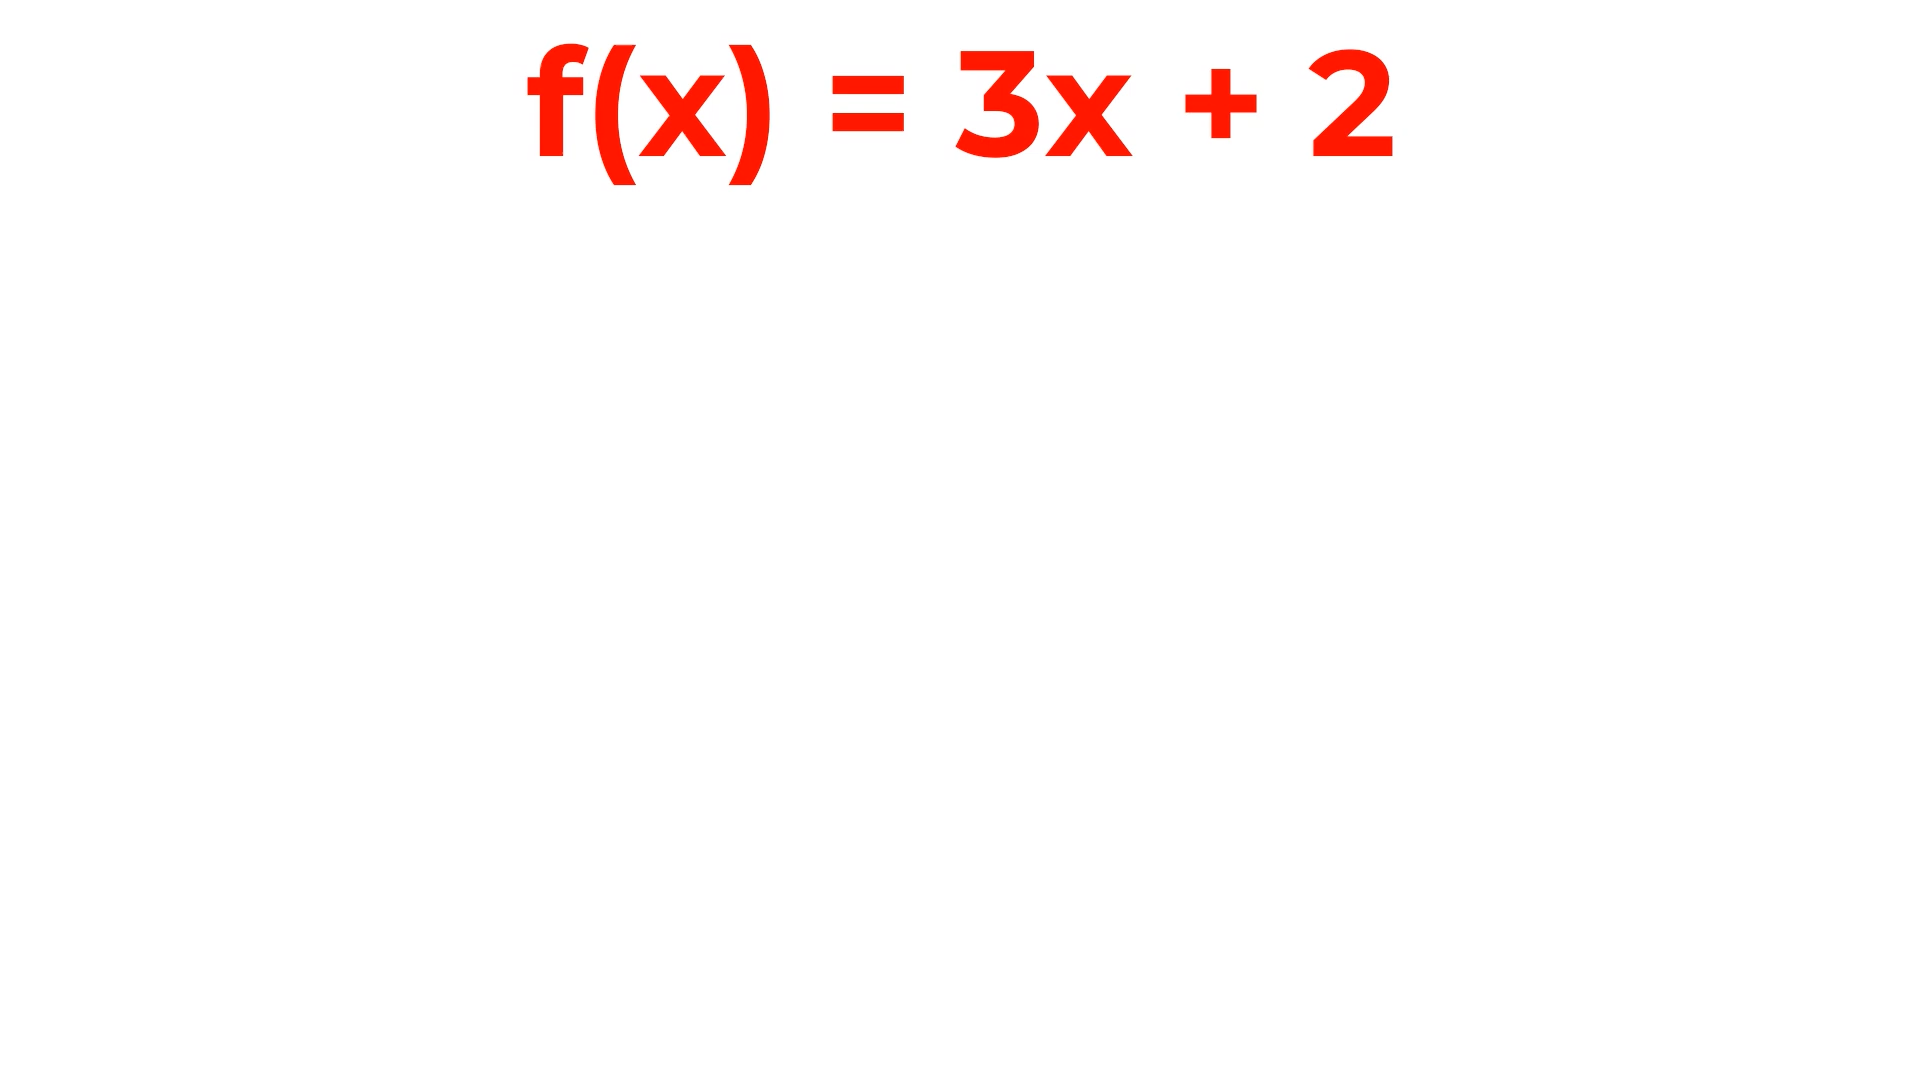 f(x) = 3x + 2